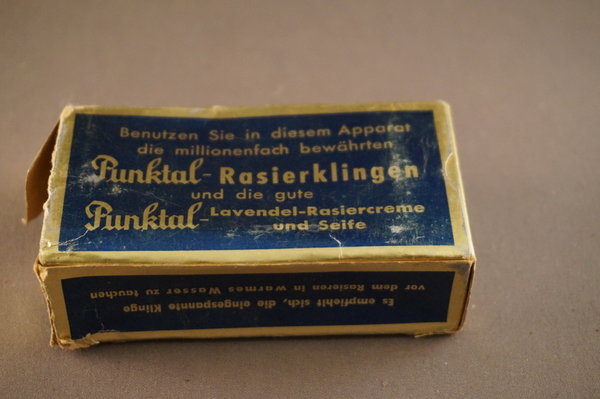 Benutzen Sie in diesem Apparat
die millionenfach bewährten
Punktal-Rasierklingen
und die gute
Punktal-Lavendel-Rasiercreme
und Seife
Es empfiehlt sich, die eingespannte Klinge
vor dem Rasieren in warmes Wasser zu tauchen